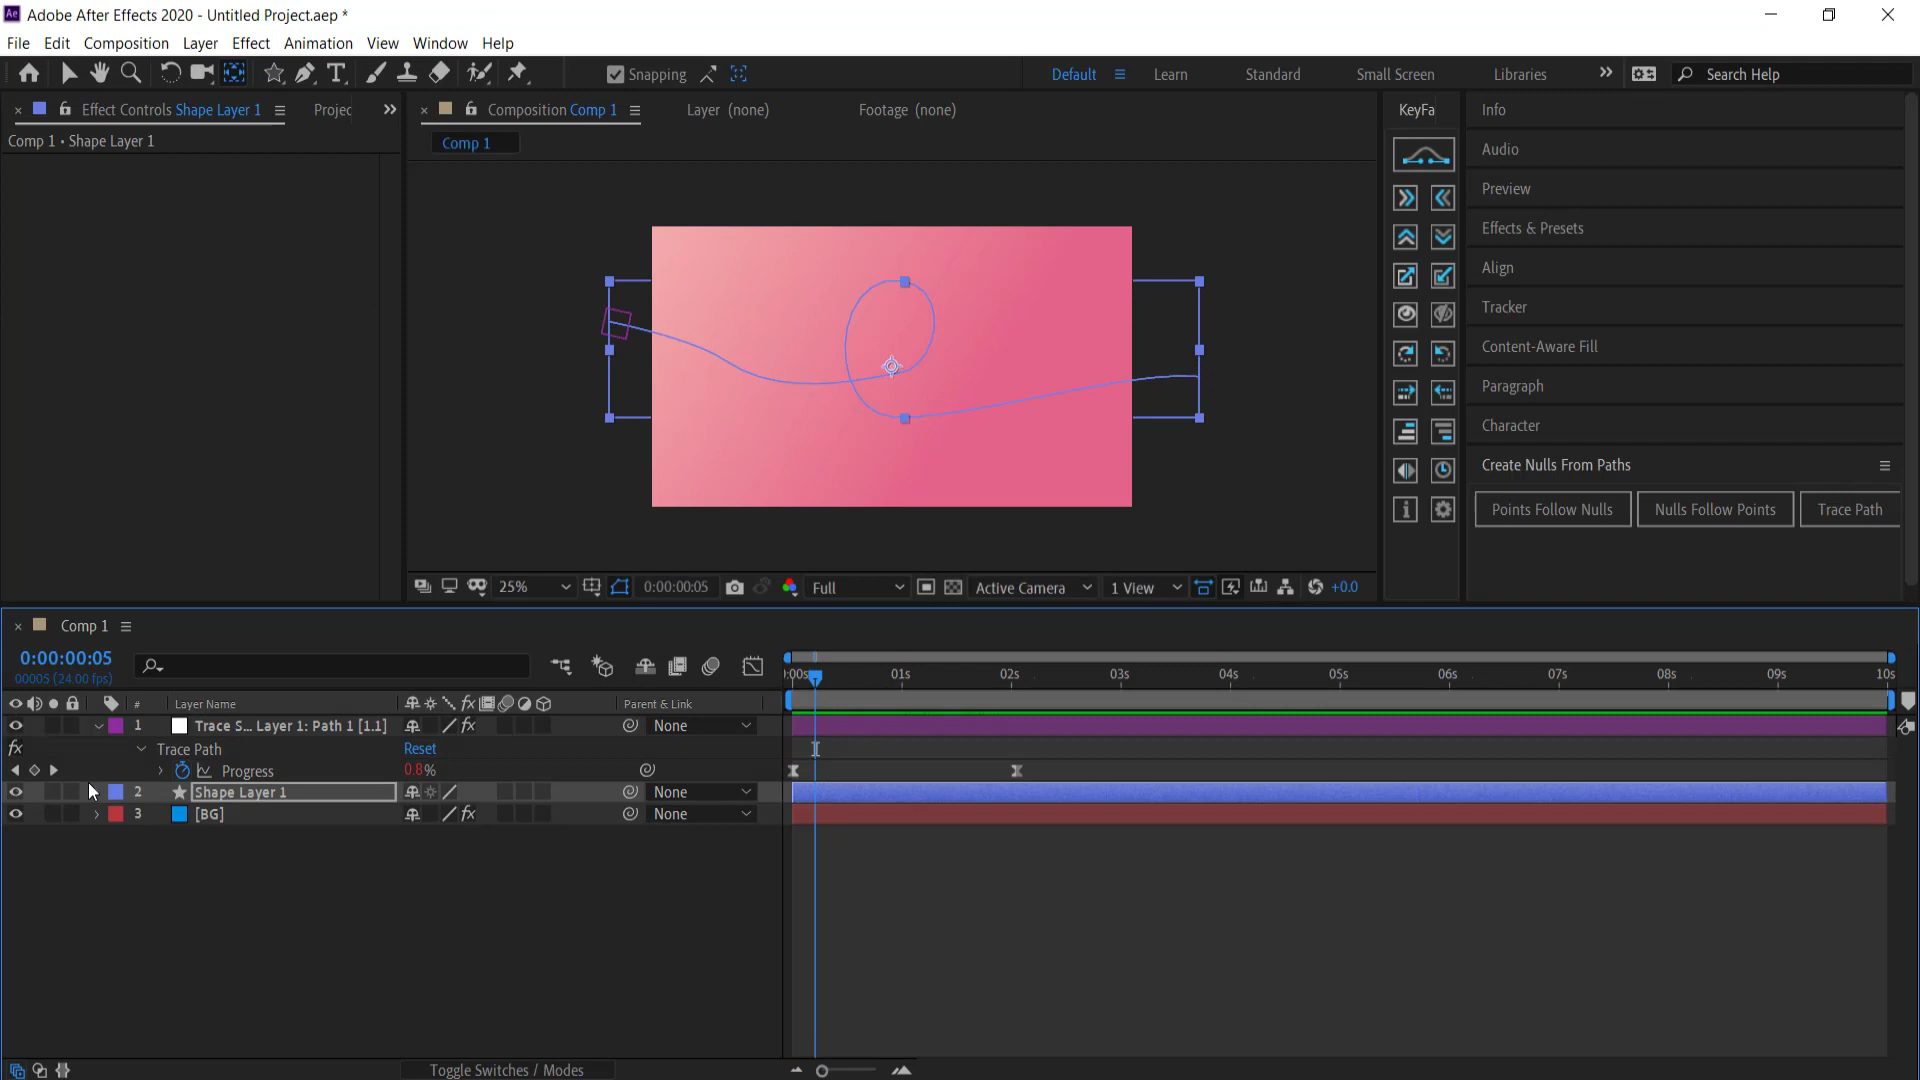 Adobe After Effects 2020 - Untitled Project.aep *
File Edit Composition Layer Effect Animation View Window Help
Snapping Default Learn Standard Small Screen Libraries Search Help
Effect Controls Shape Layer 1 Projec
Composition Comp 1 Layer (none) Footage (none)
Comp 1 • Shape Layer 1
Comp 1
KeyFa
Info
Audio
Preview
Effects & Presets
Align
Tracker
Content-Aware Fill
Paragraph
Character
Create Nulls From Paths
Points Follow Nulls Nulls Follow Points Trace Path
25% 0:00:00:05 Full Active Camera 1 View +0.0
Comp 1
0:00:00:05
00005 (24.00 fps)
):00s 01s 02s 03s 04s 05s 06s 07s 08s 09s 10s
# Layer Name Parent & Link
1 Trace S... Layer 1: Path 1 [1.1] None
Trace Path Reset
Progress 0.8%
2 Shape Layer 1 None
3 [BG] None
Toggle Switches / Modes